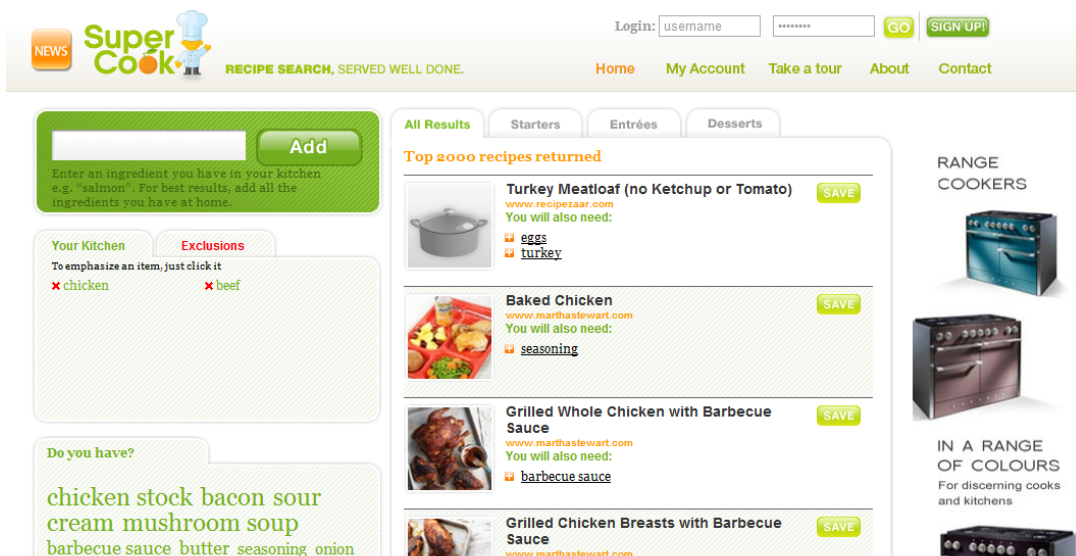 NEWS
Super
Cook
RECIPE SEARCH, SERVED WELL DONE.
Login: username ••••••••
GO
SIGN UP!
Home My Account Take a tour About Contact
Add
Enter an ingredient you have in your kitchen
e.g. “salmon”. For best results, add all the
ingredients you have at home.
Your Kitchen Exclusions
To emphasize an item, just click it
chicken beef
Do you have?
chicken stock bacon sour
cream mushroom soup
barbecue sauce butter seasoning onion
All Results Starters Entrées Desserts
Top 2000 recipes returned
Turkey Meatloaf (no Ketchup or Tomato)
SAVE
www.recipezaar.com
You will also need:
eggs
turkey
Baked Chicken
SAVE
www.marthastewart.com
You will also need:
seasoning
Grilled Whole Chicken with Barbecue
Sauce
SAVE
www.marthastewart.com
You will also need:
barbecue sauce
Grilled Chicken Breasts with Barbecue
Sauce
SAVE
www.marthastewart.com
RANGE
COOKERS
IN A RANGE
OF COLOURS
For discerning cooks
and kitchens